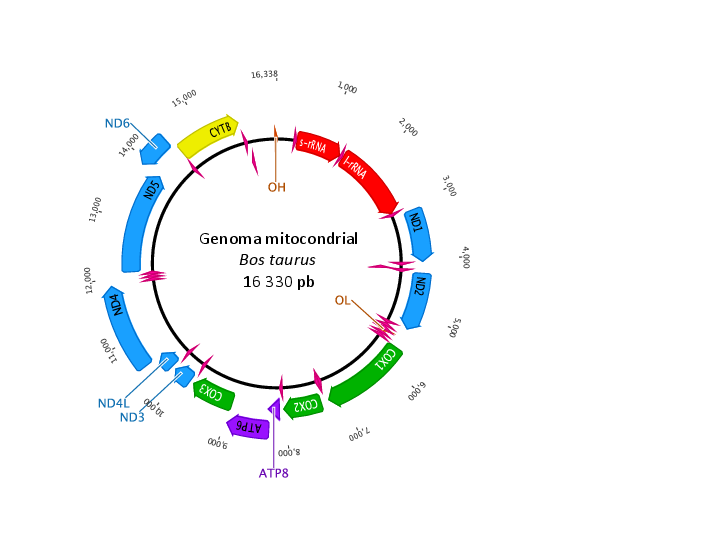 16,338
1,000
2,000
3,000
4,000
5,000
6,000
7,000
8,000
9,000
10,000
11,000
12,000
13,000
14,000
15,000
CYTB
s-rRNA
l-rRNA
ND1
ND2
COX1
COX2
ATP8
ATP6
COX3
ND3
ND4L
ND4
ND5
ND6
OH
OL
Genoma mitocondrial
Bos taurus
16 330 pb